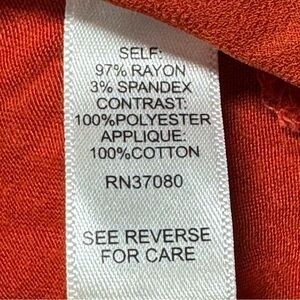 SELF:
97% RAYON
3% SPANDEX
CONTRAST:
100%POLYESTER
APPLIQUE:
100%COTTON
RN37080
SEE REVERSE
FOR CARE